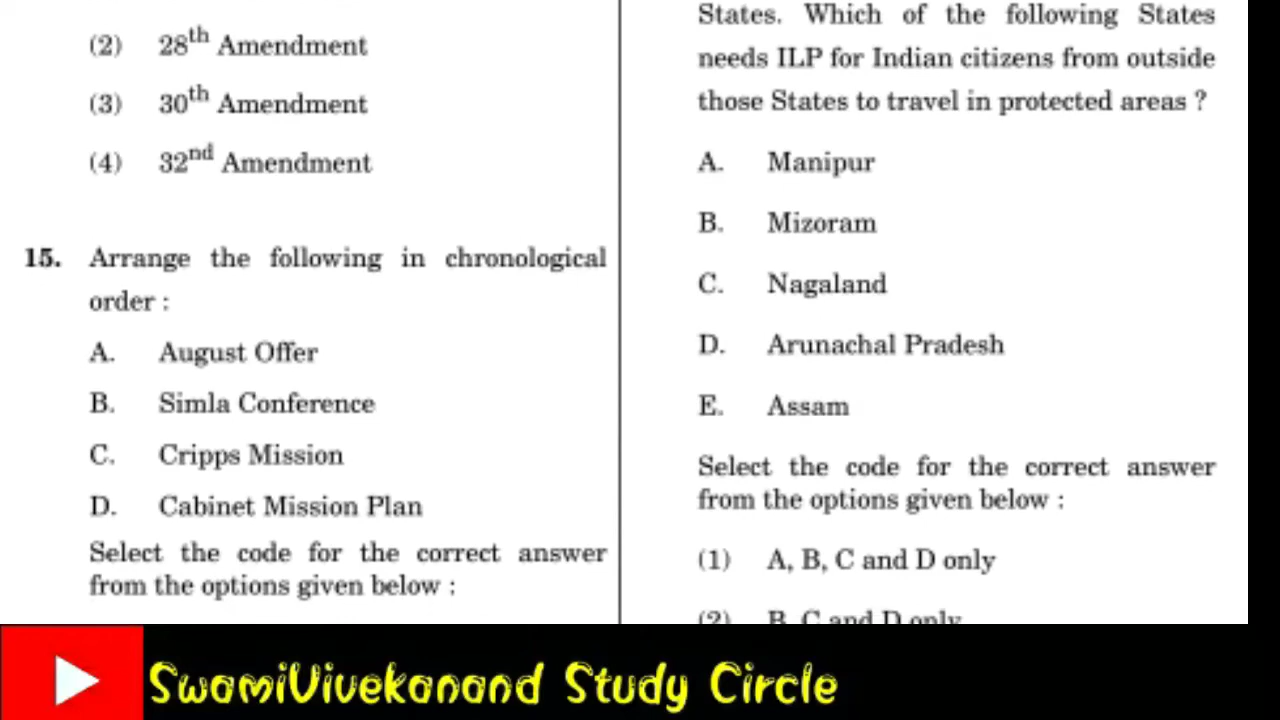 (2) 28th Amendment
(3) 30th Amendment
(4) 32nd Amendment
15. Arrange the following in chronological
order :
A. August Offer
B. Simla Conference
C. Cripps Mission
D. Cabinet Mission Plan
Select the code for the correct answer
from the options given below :
States. Which of the following States
needs ILP for Indian citizens from outside
those States to travel in protected areas ?
A. Manipur
B. Mizoram
C. Nagaland
D. Arunachal Pradesh
E. Assam
Select the code for the correct answer
from the options given below :
(1) A, B, C and D only
(2) B, C and D only
SwamiVivekanand Study Circle